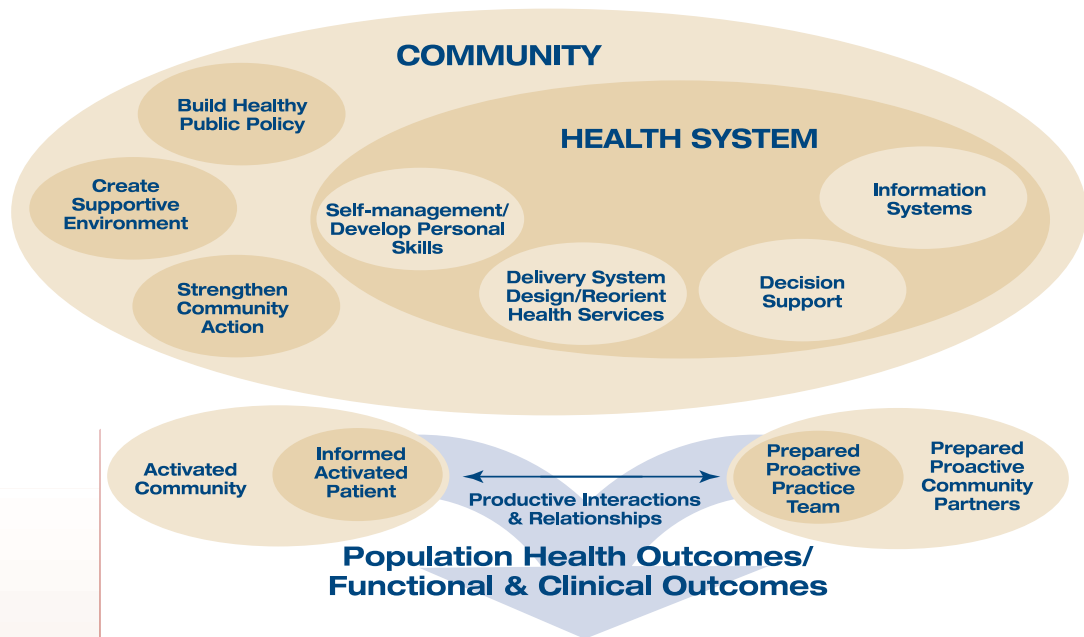 COMMUNITY
Build Healthy
Public Policy
HEALTH SYSTEM
Create
Supportive
Environment
Information
Systems
Self-management/
Develop Personal
Skills
Delivery System
Design/Reorient
Health Services
Decision
Support
Strengthen
Community
Action
Activated
Community
Informed
Activated
Patient
Productive Interactions
& Relationships
Prepared
Proactive
Practice
Team
Prepared
Proactive
Community
Partners
Population Health Outcomes/
Functional & Clinical Outcomes